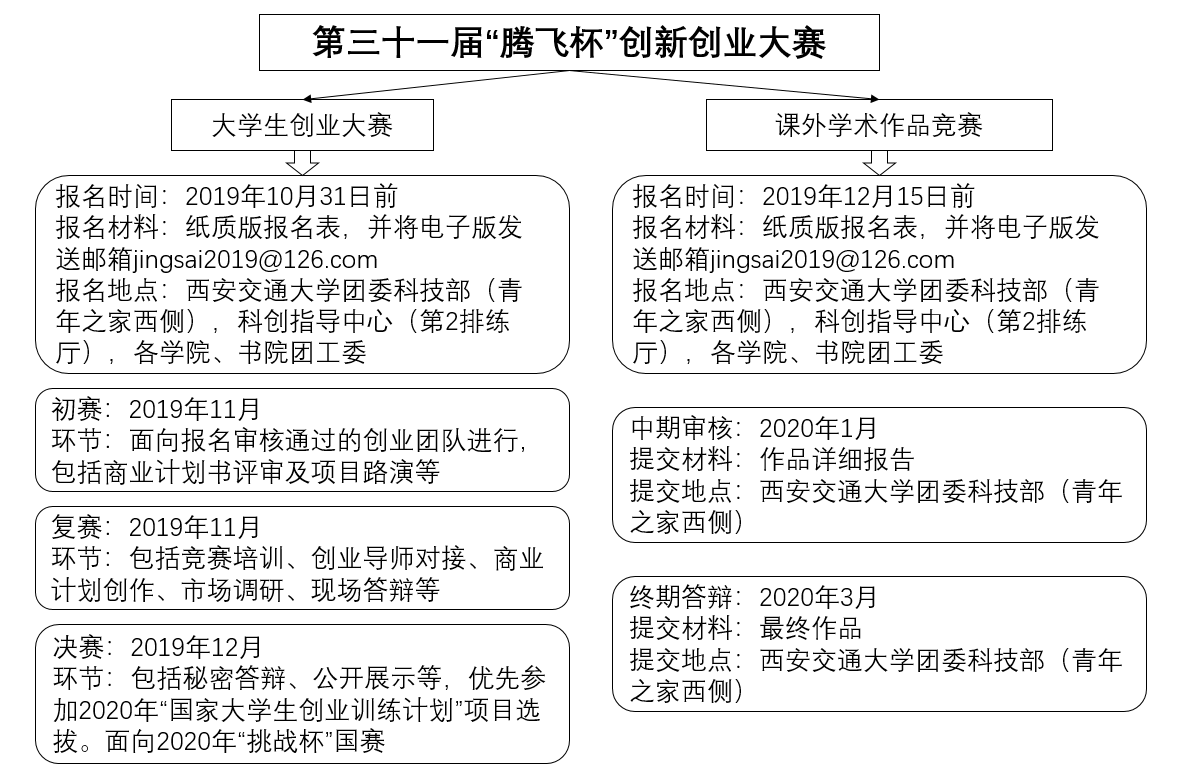 第三十一届“腾飞杯”创新创业大赛
大学生创业大赛
报名时间：2019年10月31日前
报名材料：纸质版报名表，并将电子版发
送邮箱jingsai2019@126.com
报名地点：西安交通大学团委科技部（青
年之家西侧），科创指导中心（第2排练
厅），各学院、书院团工委
初赛：2019年11月
环节：面向报名审核通过的创业团队进行，
包括商业计划书评审及项目路演等
复赛：2019年11月
环节：包括竞赛培训、创业导师对接、商业
计划创作、市场调研、现场答辩等
决赛：2019年12月
环节：包括秘密答辩、公开展示等，优先参
加2020年“国家大学生创业训练计划”项目选
拔。面向2020年“挑战杯”国赛
课外学术作品竞赛
报名时间：2019年12月15日前
报名材料：纸质版报名表，并将电子版发
送邮箱jingsai2019@126.com
报名地点：西安交通大学团委科技部（青
年之家西侧），科创指导中心（第2排练
厅），各学院、书院团工委
中期审核：2020年1月
提交材料：作品详细报告
提交地点：西安交通大学团委科技部（青年
之家西侧）
终期答辩：2020年3月
提交材料：最终作品
提交地点：西安交通大学团委科技部（青年
之家西侧）